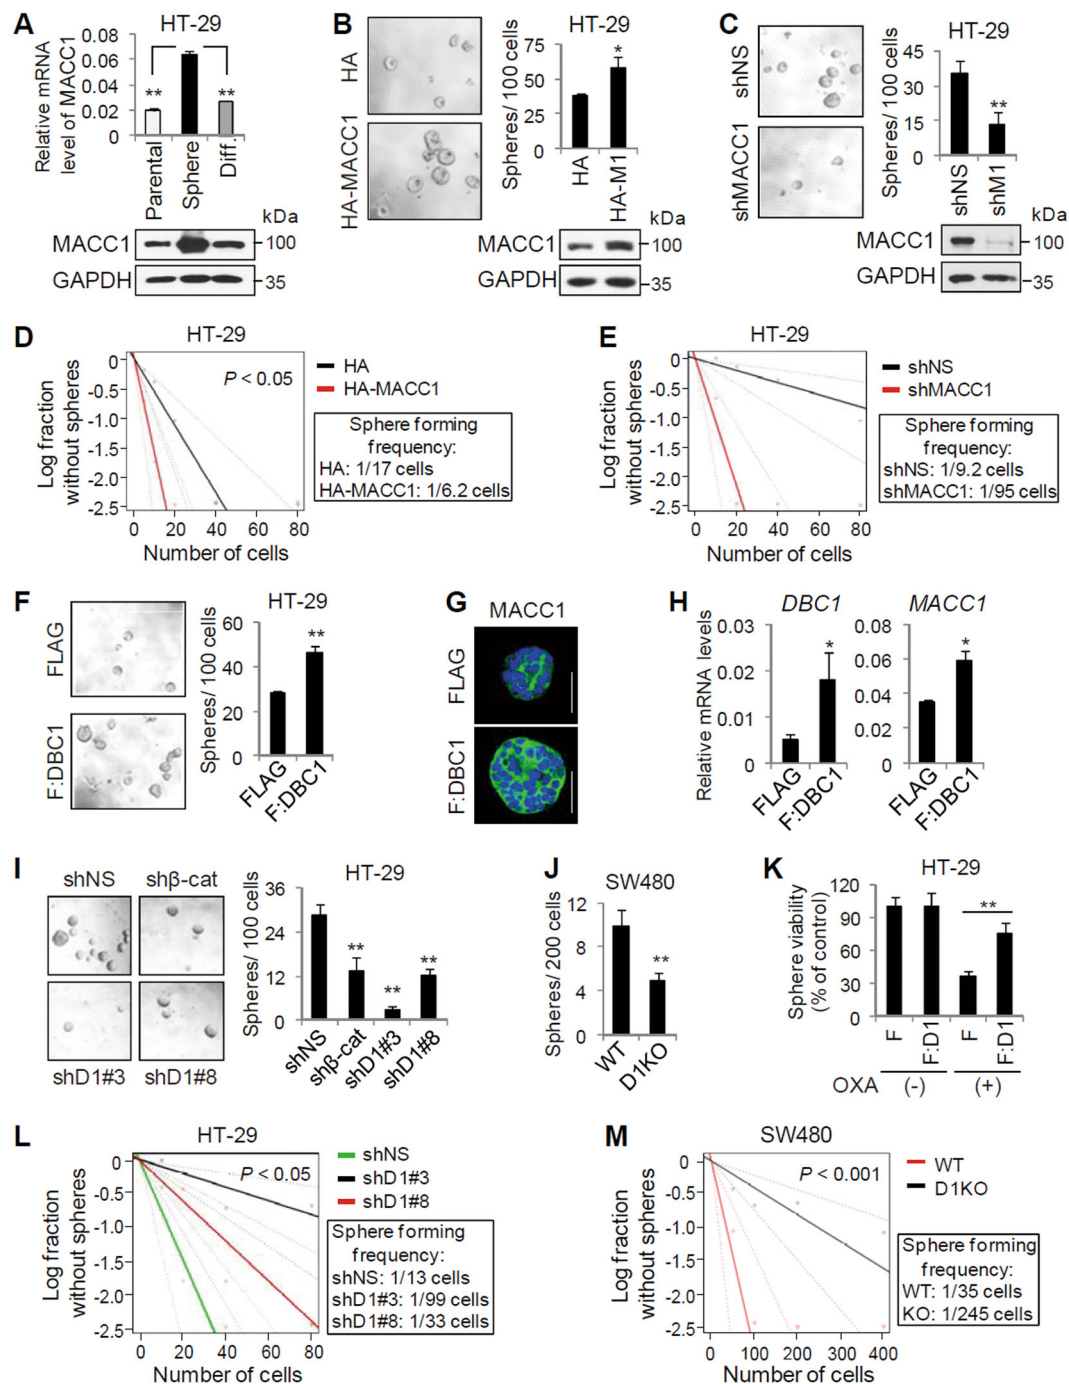 A
HT-29
Relative mRNA
level of MACC1
0.08
0.06
0.04
0.02
0
**
**
Parental
Sphere
Diff.
kDa
MACC1
100
GAPDH
35
B
HA
HA-MACC1
HT-29
Spheres/ 100 cells
75
50
25
0
*
HA
HA-M1
kDa
MACC1
100
GAPDH
35
C
shNS
shMACC1
HT-29
Spheres/ 100 cells
45
30
15
0
**
shNS
shM1
kDa
MACC1
100
GAPDH
35
D
HT-29
Log fraction
without spheres
0
-0.5
-1.0
-1.5
-2.0
-2.5
P < 0.05
0 20 40 60 80
Number of cells
HA
HA-MACC1
Sphere forming
frequency:
HA: 1/17 cells
HA-MACC1: 1/6.2 cells
E
HT-29
Log fraction
without spheres
0
-0.5
-1.0
-1.5
-2.0
-2.5
0 20 40 60 80
Number of cells
shNS
shMACC1
Sphere forming
frequency:
shNS: 1/9.2 cells
shMACC1: 1/95 cells
F
FLAG
F:DBC1
HT-29
Spheres/ 100 cells
60
40
20
0
**
FLAG
F:DBC1
G
MACC1
FLAG
F:DBC1
H
DBC1
Relative mRNA levels
0.03
0.02
0.01
0
*
FLAG
F:DBC1
MACC1
0.08
0.06
0.04
0.02
0
*
FLAG
F:DBC1
I
shNS
shβ-cat
shD1#3
shD1#8
HT-29
Spheres/ 100 cells
36
24
12
0
**
**
**
shNS
shβ-cat
shD1#3
shD1#8
J
SW480
Spheres/ 200 cells
12
8
4
0
**
WT
D1KO
K
HT-29
Sphere viability
(% of control)
120
90
60
30
0
**
F
F:D1
F
F:D1
OXA (-) (+)
L
HT-29
Log fraction
without spheres
0
-0.5
-1.0
-1.5
-2.0
-2.5
P < 0.05
0 20 40 60 80
Number of cells
shNS
shD1#3
shD1#8
Sphere forming
frequency:
shNS: 1/13 cells
shD1#3: 1/99 cells
shD1#8: 1/33 cells
M
SW480
Log fraction
without spheres
0
-0.5
-1.0
-1.5
-2.0
-2.5
P < 0.001
0 100 200 300 400
Number of cells
WT
D1KO
Sphere forming
frequency:
WT: 1/35 cells
KO: 1/245 cells